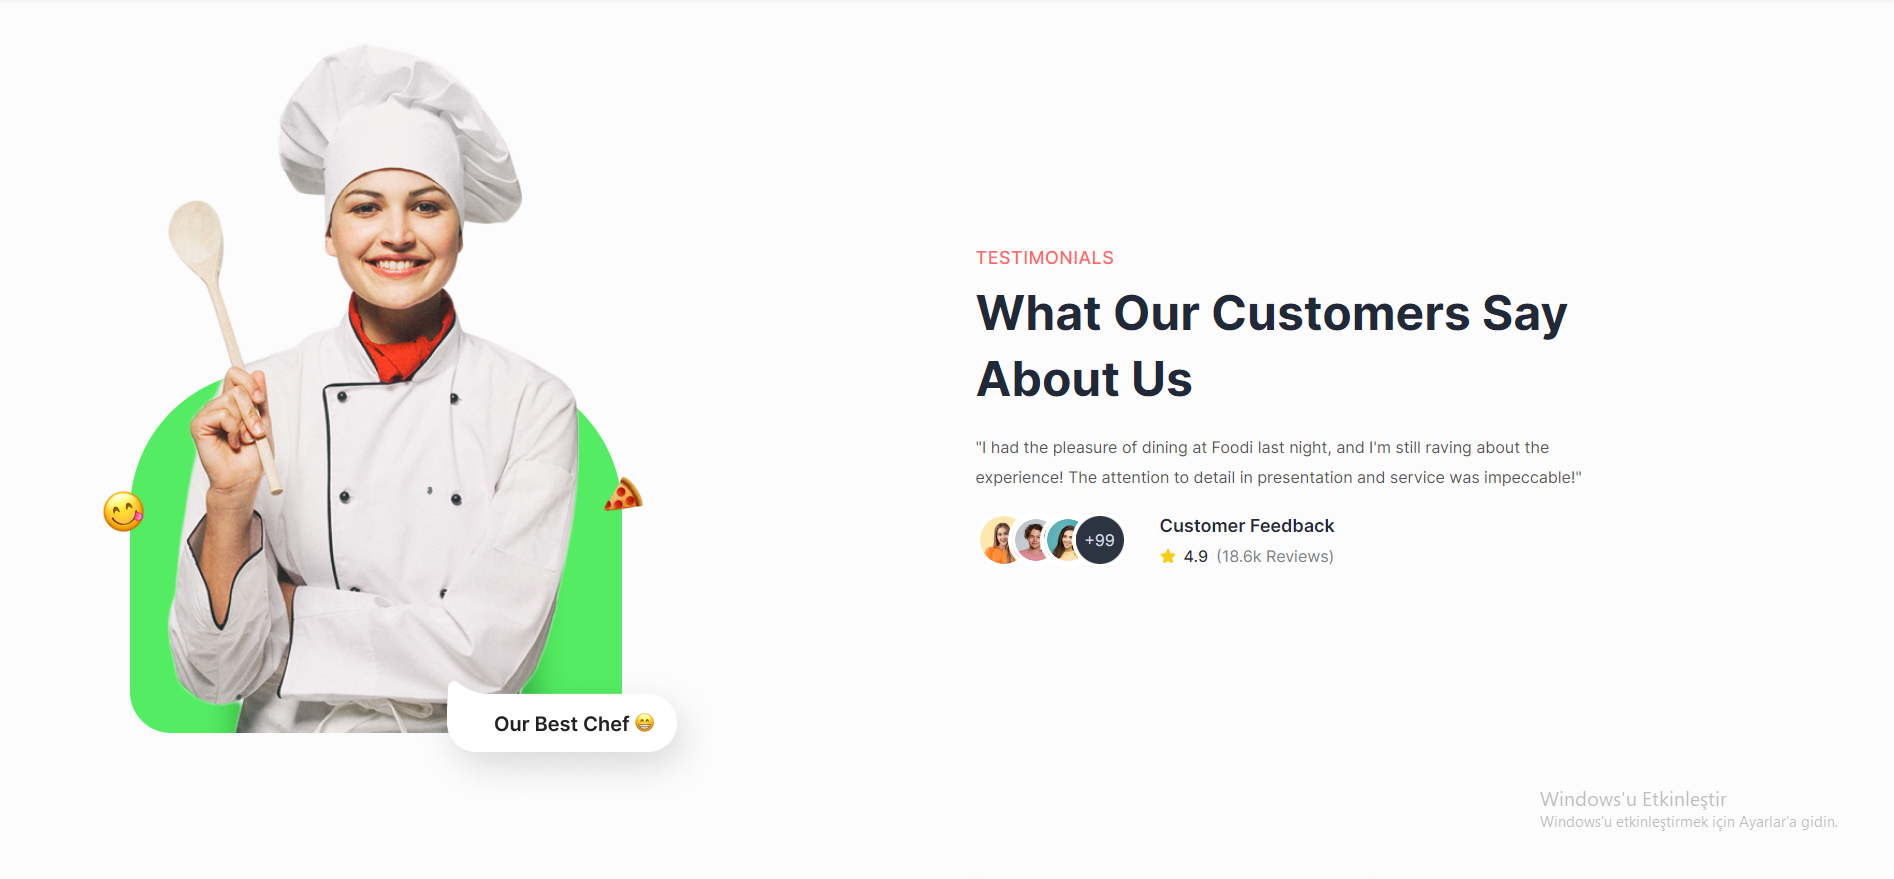 TESTIMONIALS
What Our Customers Say
About Us
"I had the pleasure of dining at Foodi last night, and I'm still raving about the
experience! The attention to detail in presentation and service was impeccable!"
+99
Customer Feedback
4.9 (18.6k Reviews)
Our Best Chef 😁
Windows'u Etkinleştir
Windows'u etkinleştirmek için Ayarlar'a gidin.